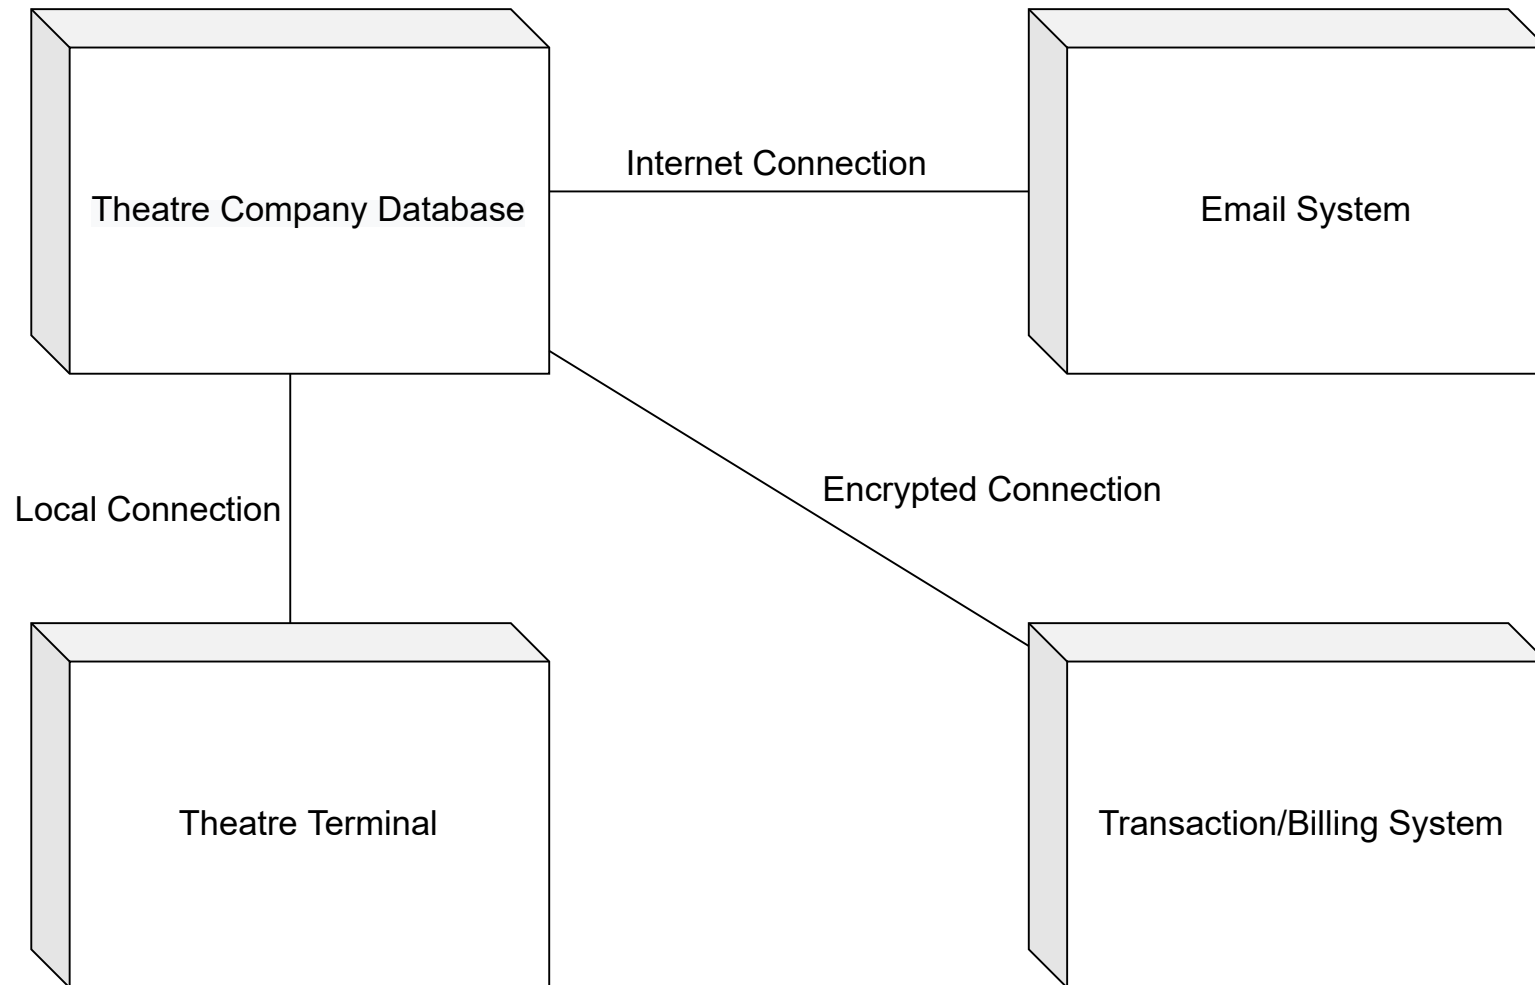 Internet Connection
Theatre Company Database
Email System
Encrypted Connection
Local Connection
Theatre Terminal
Transaction/Billing System